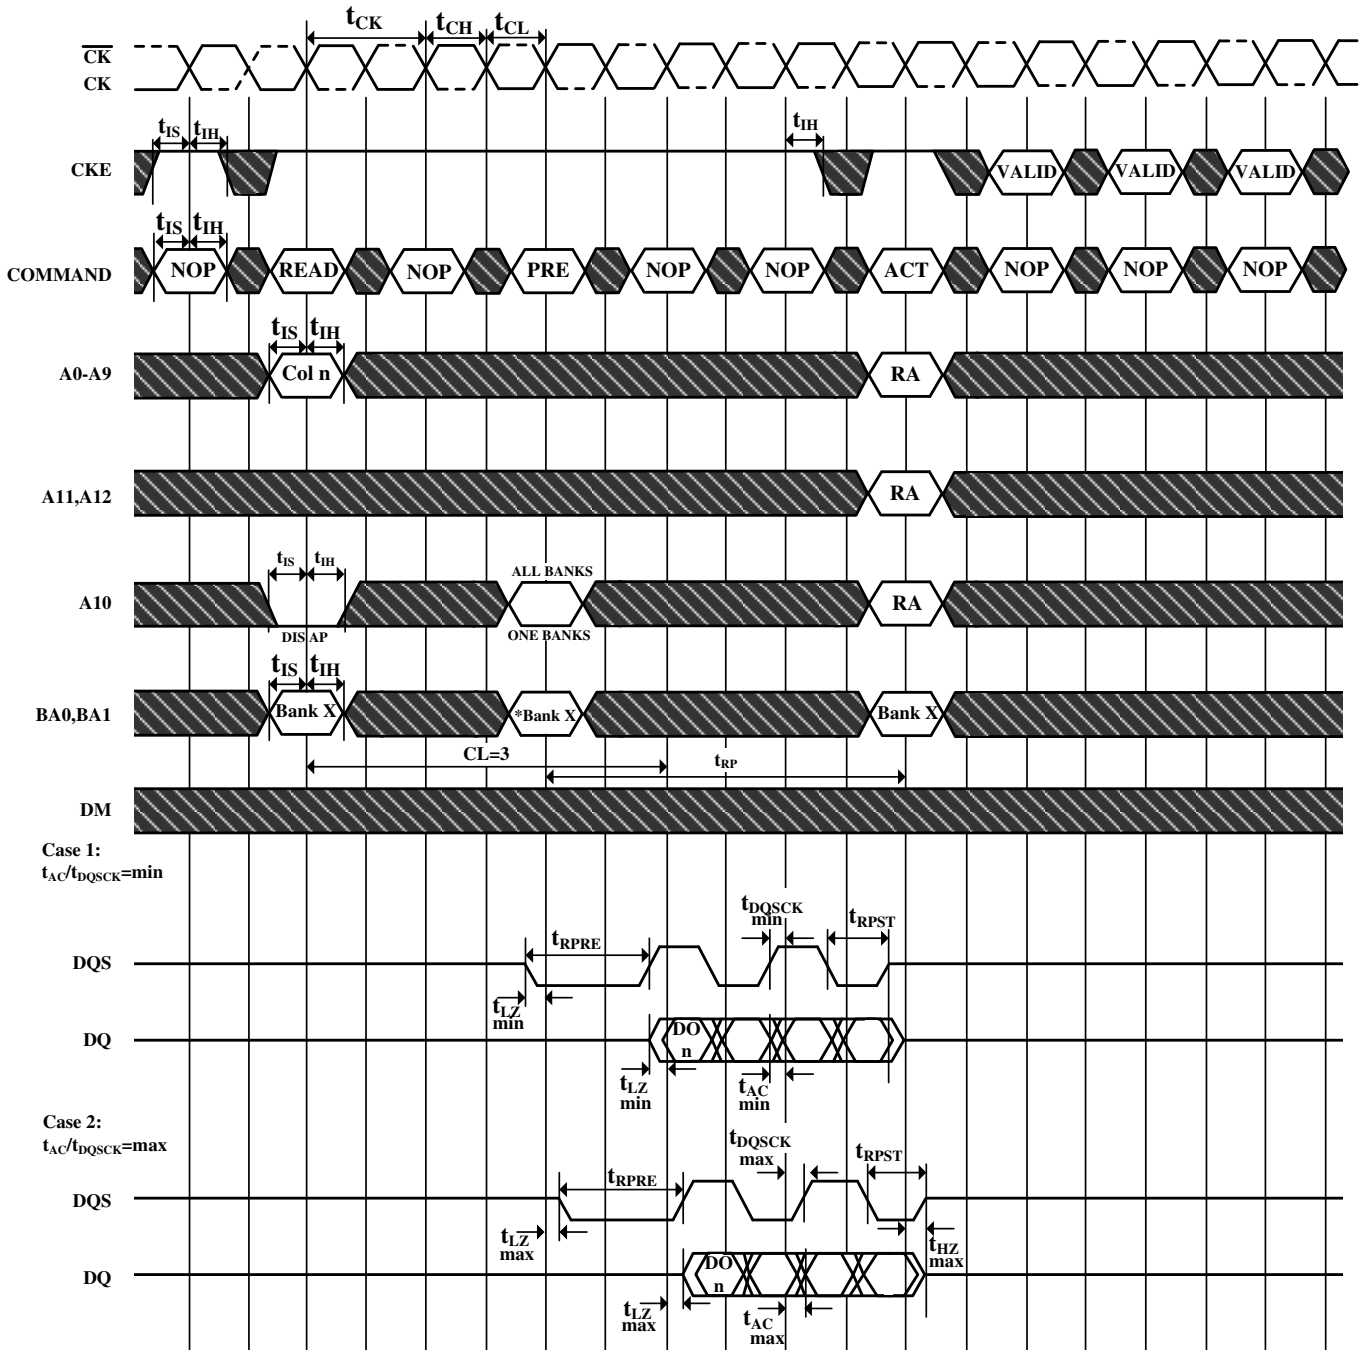 tCK tCH tCL
CK
CK
tIS tIH tIH
CKE VALID VALID VALID
tIS tIH
COMMAND NOP READ NOP PRE NOP NOP ACT NOP NOP NOP
tIS tIH
A0-A9 Col n RA
A11,A12 RA
tIS tIH
ALL BANKS
A10 RA
DIS AP ONE BANKS
tIS tIH
BA0,BA1 Bank X *Bank X Bank X
CL=3 tRP
DM
Case 1:
tAC/tDQSCK=min
tDQSCK
min
tRPST
tRPRE
DQS
tLZ
min
DQ DO
n
tLZ
min
tAC
min
Case 2:
tAC/tDQSCK=max
tDQSCK
max
tRPST
tRPRE
DQS
tLZ
max
tHZ
max
DQ DO
n
tLZ
max
tAC
max